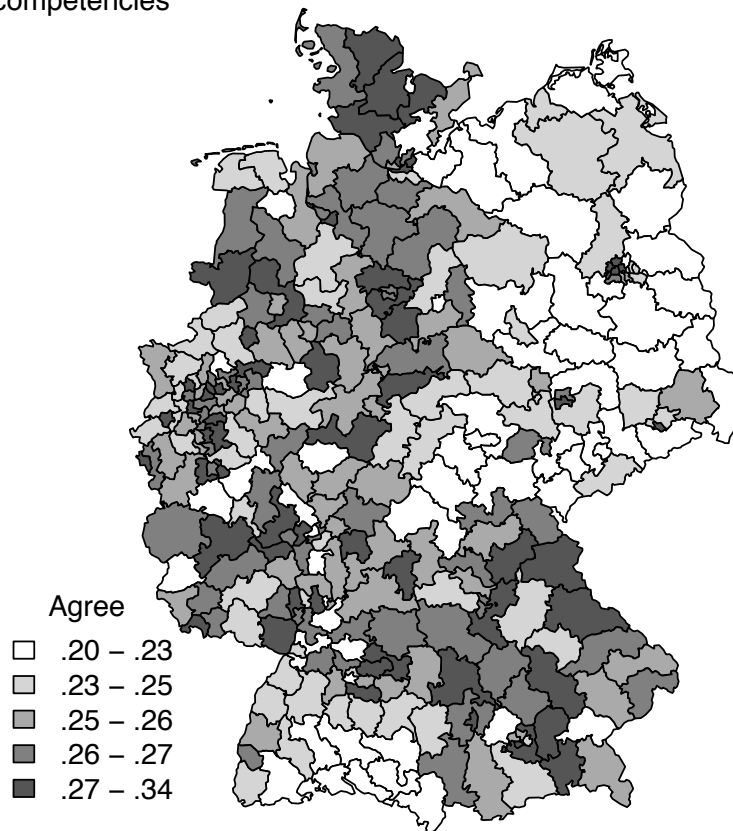 competencies
Agree
.20 – .23
.23 – .25
.25 – .26
.26 – .27
.27 – .34